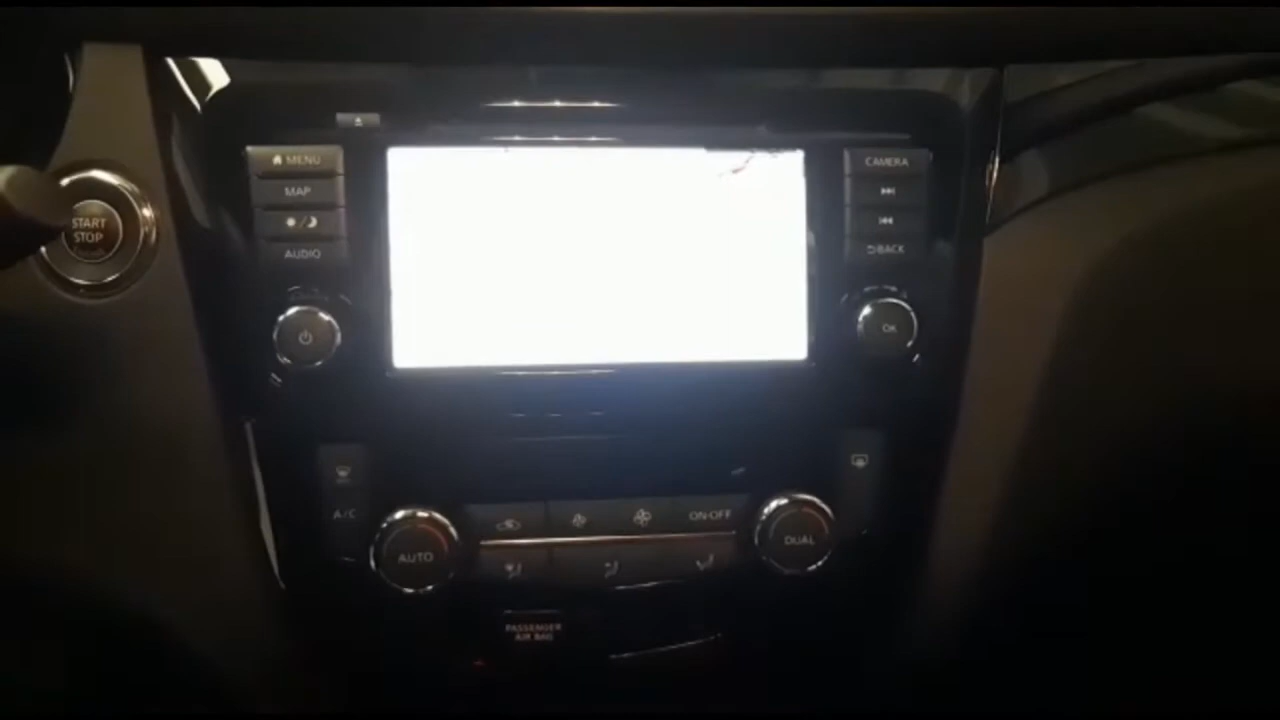 MENU
CAMERA
MAP
START
STOP
AUDIO
BACK
OK
A/C
ON·OFF
AUTO
DUAL
PASSENGER
AIR BAG